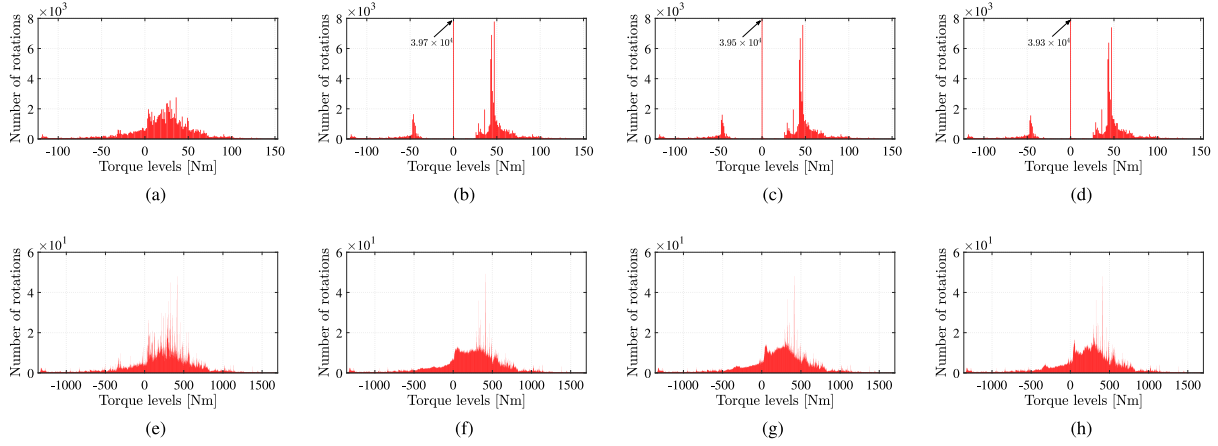 ×10³
8
6
4
2
0
Number of rotations
-100 -50 0 50 100 150
Torque levels [Nm]
(a)
×10³
8
6
4
2
0
Number of rotations
3.97 × 10⁴
-100 -50 0 50 100 150
Torque levels [Nm]
(b)
×10³
8
6
4
2
0
Number of rotations
3.95 × 10⁴
-100 -50 0 50 100 150
Torque levels [Nm]
(c)
×10³
8
6
4
2
0
Number of rotations
3.93 × 10⁴
-100 -50 0 50 100 150
Torque levels [Nm]
(d)
×10¹
6
4
2
0
Number of rotations
-1000 -500 0 500 1000 1500
Torque levels [Nm]
(e)
×10¹
6
4
2
0
Number of rotations
-1000 -500 0 500 1000 1500
Torque levels [Nm]
(f)
×10¹
6
4
2
0
Number of rotations
-1000 -500 0 500 1000 1500
Torque levels [Nm]
(g)
×10¹
6
4
2
0
Number of rotations
-1000 -500 0 500 1000 1500
Torque levels [Nm]
(h)